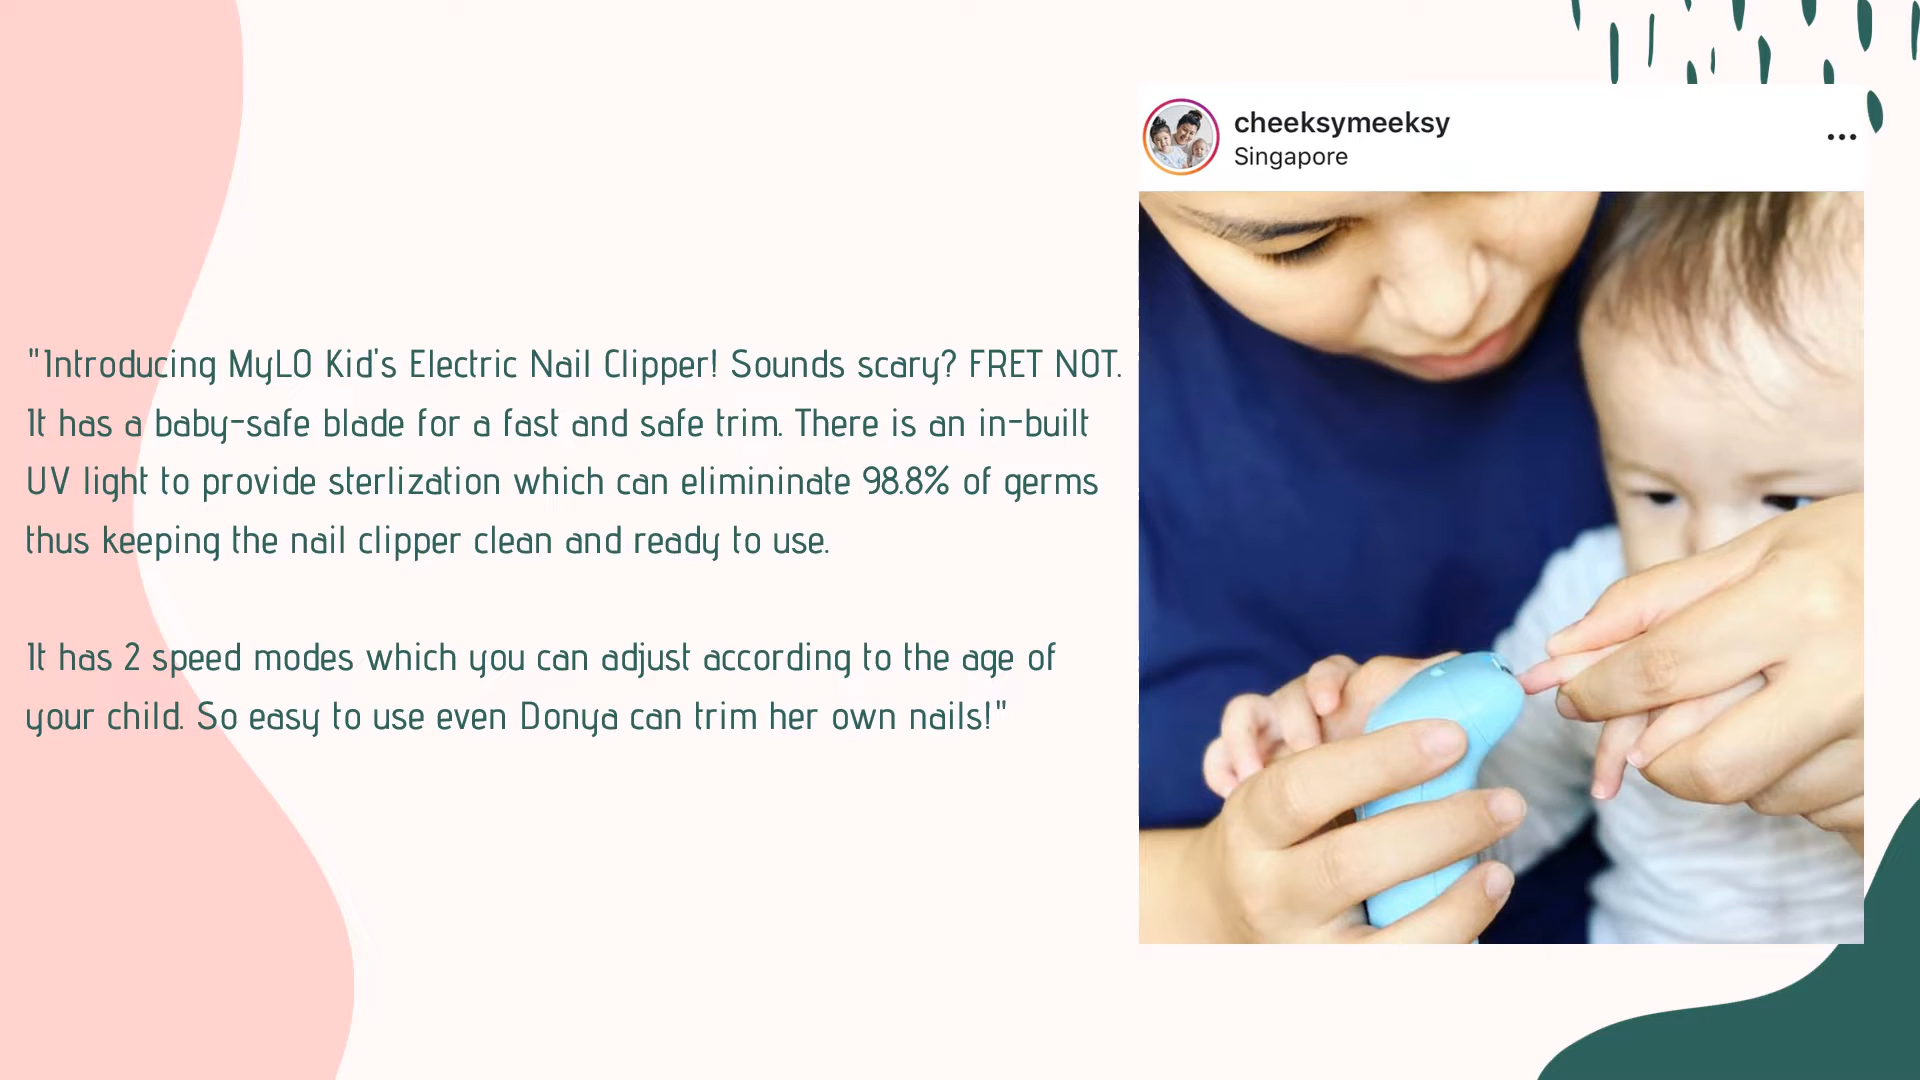 "Introducing MyLO Kid's Electric Nail Clipper! Sounds scary? FRET NOT.
It has a baby-safe blade for a fast and safe trim. There is an in-built
UV light to provide sterlization which can elimininate 98.8% of germs
thus keeping the nail clipper clean and ready to use.
It has 2 speed modes which you can adjust according to the age of
your child. So easy to use even Donya can trim her own nails!"
cheeksymeeksy
Singapore